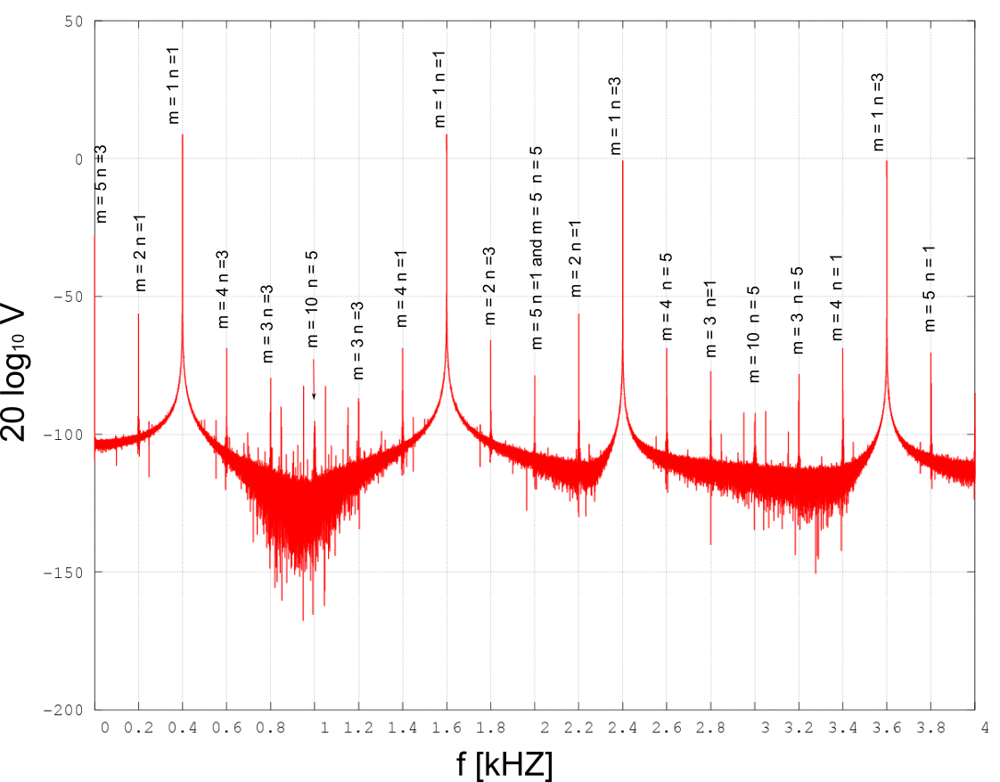 50
0
−50
−100
−150
−200
20 log₁₀ V
m = 5 n =3
m = 2 n =1
m = 1 n =1
m = 4 n =3
m = 3 n =3
m = 10 n = 5
m = 3 n =3
m = 4 n =1
m = 1 n =1
m = 2 n =3
m = 5 n =1 and m = 5 n = 5
m = 2 n =1
m = 1 n =3
m = 4 n = 5
m = 3 n=1
m = 10 n = 5
m = 3 n = 5
m = 4 n = 1
m = 1 n =3
m = 5 n = 1
0 0.2 0.4 0.6 0.8 1 1.2 1.4 1.6 1.8 2 2.2 2.4 2.6 2.8 3 3.2 3.4 3.6 3.8 4
f [kHZ]